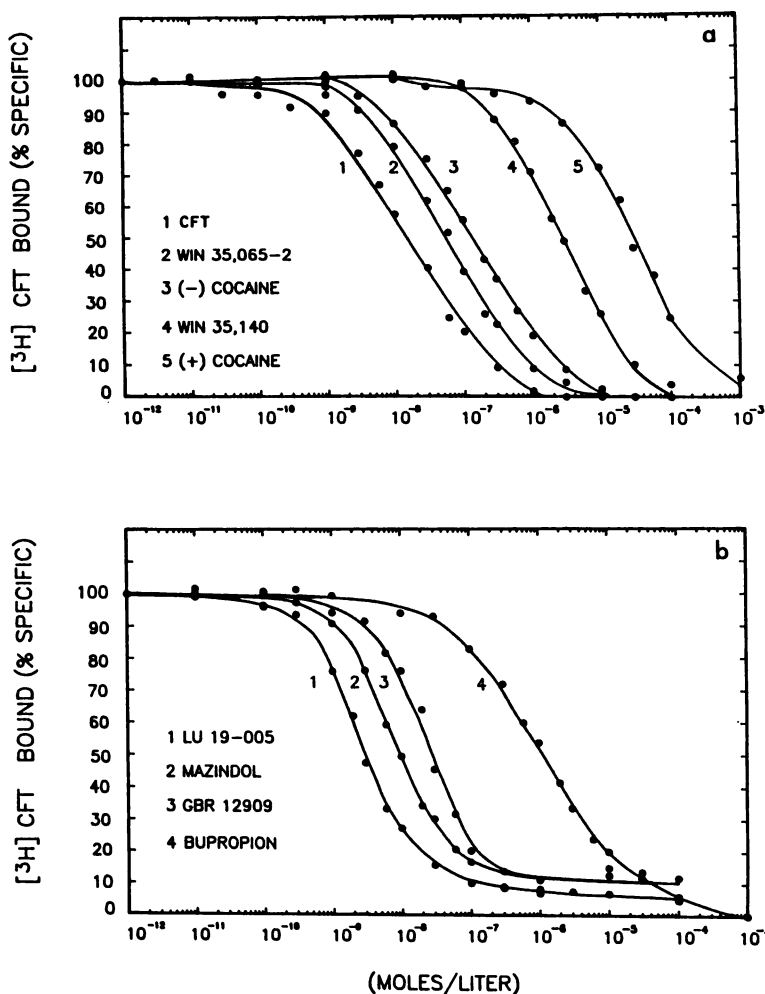 a
[³H] CFT BOUND (% SPECIFIC)
100
90
80
70
60
50
40
30
20
10
0
1
2
3
4
5
1 CFT
2 WIN 35,065-2
3 (-) COCAINE
4 WIN 35,140
5 (+) COCAINE
10⁻¹² 10⁻¹¹ 10⁻¹⁰ 10⁻⁹ 10⁻⁸ 10⁻⁷ 10⁻⁶ 10⁻⁵ 10⁻⁴ 10⁻³
b
[³H] CFT BOUND (% SPECIFIC)
100
90
80
70
60
50
40
30
20
10
0
1
2
3
4
1 LU 19-005
2 MAZINDOL
3 GBR 12909
4 BUPROPION
10⁻¹² 10⁻¹¹ 10⁻¹⁰ 10⁻⁹ 10⁻⁸ 10⁻⁷ 10⁻⁶ 10⁻⁵ 10⁻⁴
(MOLES/LITER)